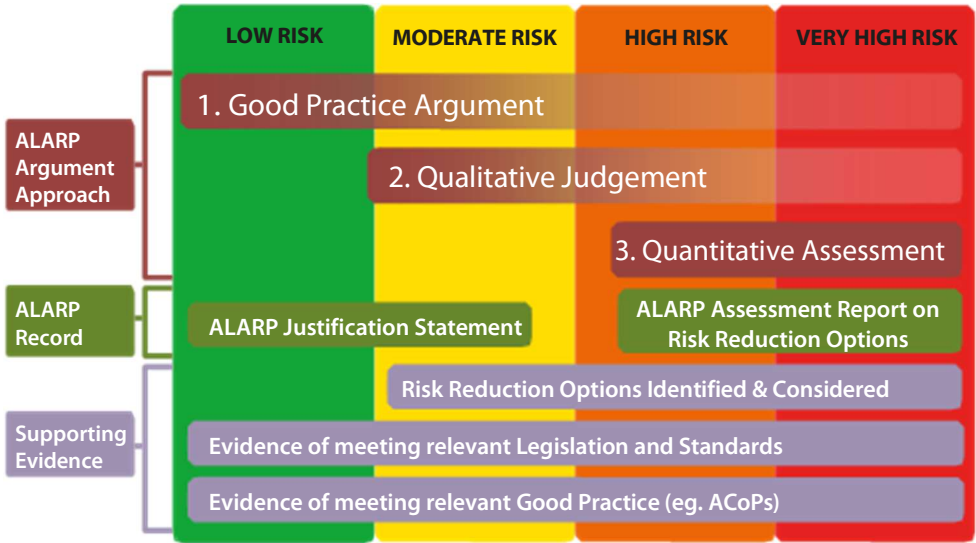 LOW RISK
MODERATE RISK
HIGH RISK
VERY HIGH RISK
ALARP
Argument
Approach
1. Good Practice Argument
2. Qualitative Judgement
3. Quantitative Assessment
ALARP
Record
ALARP Justification Statement
ALARP Assessment Report on
Risk Reduction Options
Supporting
Evidence
Risk Reduction Options Identified & Considered
Evidence of meeting relevant Legislation and Standards
Evidence of meeting relevant Good Practice (eg. ACoPs)